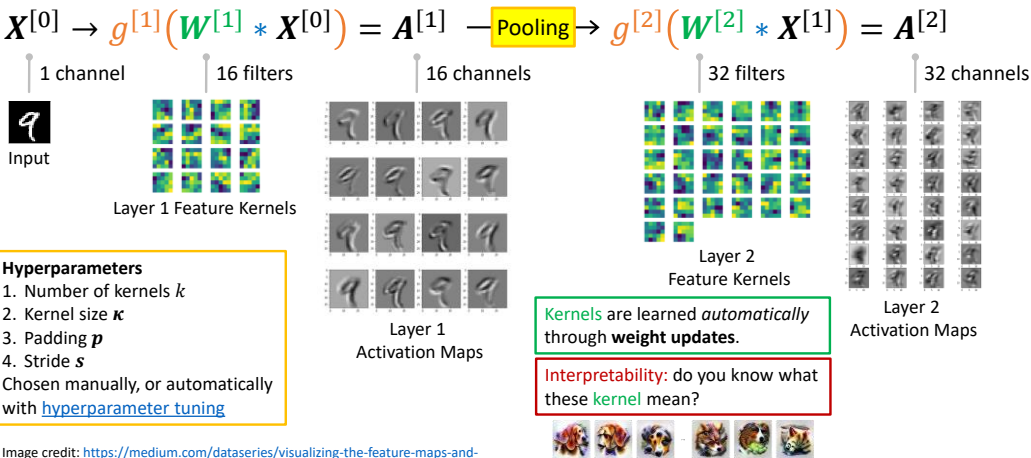 X^[0] → g^[1](W^[1] * X^[0]) = A^[1] — Pooling → g^[2](W^[2] * X^[1]) = A^[2]
1 channel
16 filters
16 channels
32 filters
32 channels
Input
Layer 1 Feature Kernels
Layer 1
Activation Maps
Layer 2
Feature Kernels
Layer 2
Activation Maps
Hyperparameters
1. Number of kernels k
2. Kernel size κ
3. Padding p
4. Stride s
Chosen manually, or automatically
with hyperparameter tuning
Kernels are learned automatically
through weight updates.
Interpretability: do you know what
these kernel mean?
Image credit: https://medium.com/dataseries/visualizing-the-feature-maps-and-